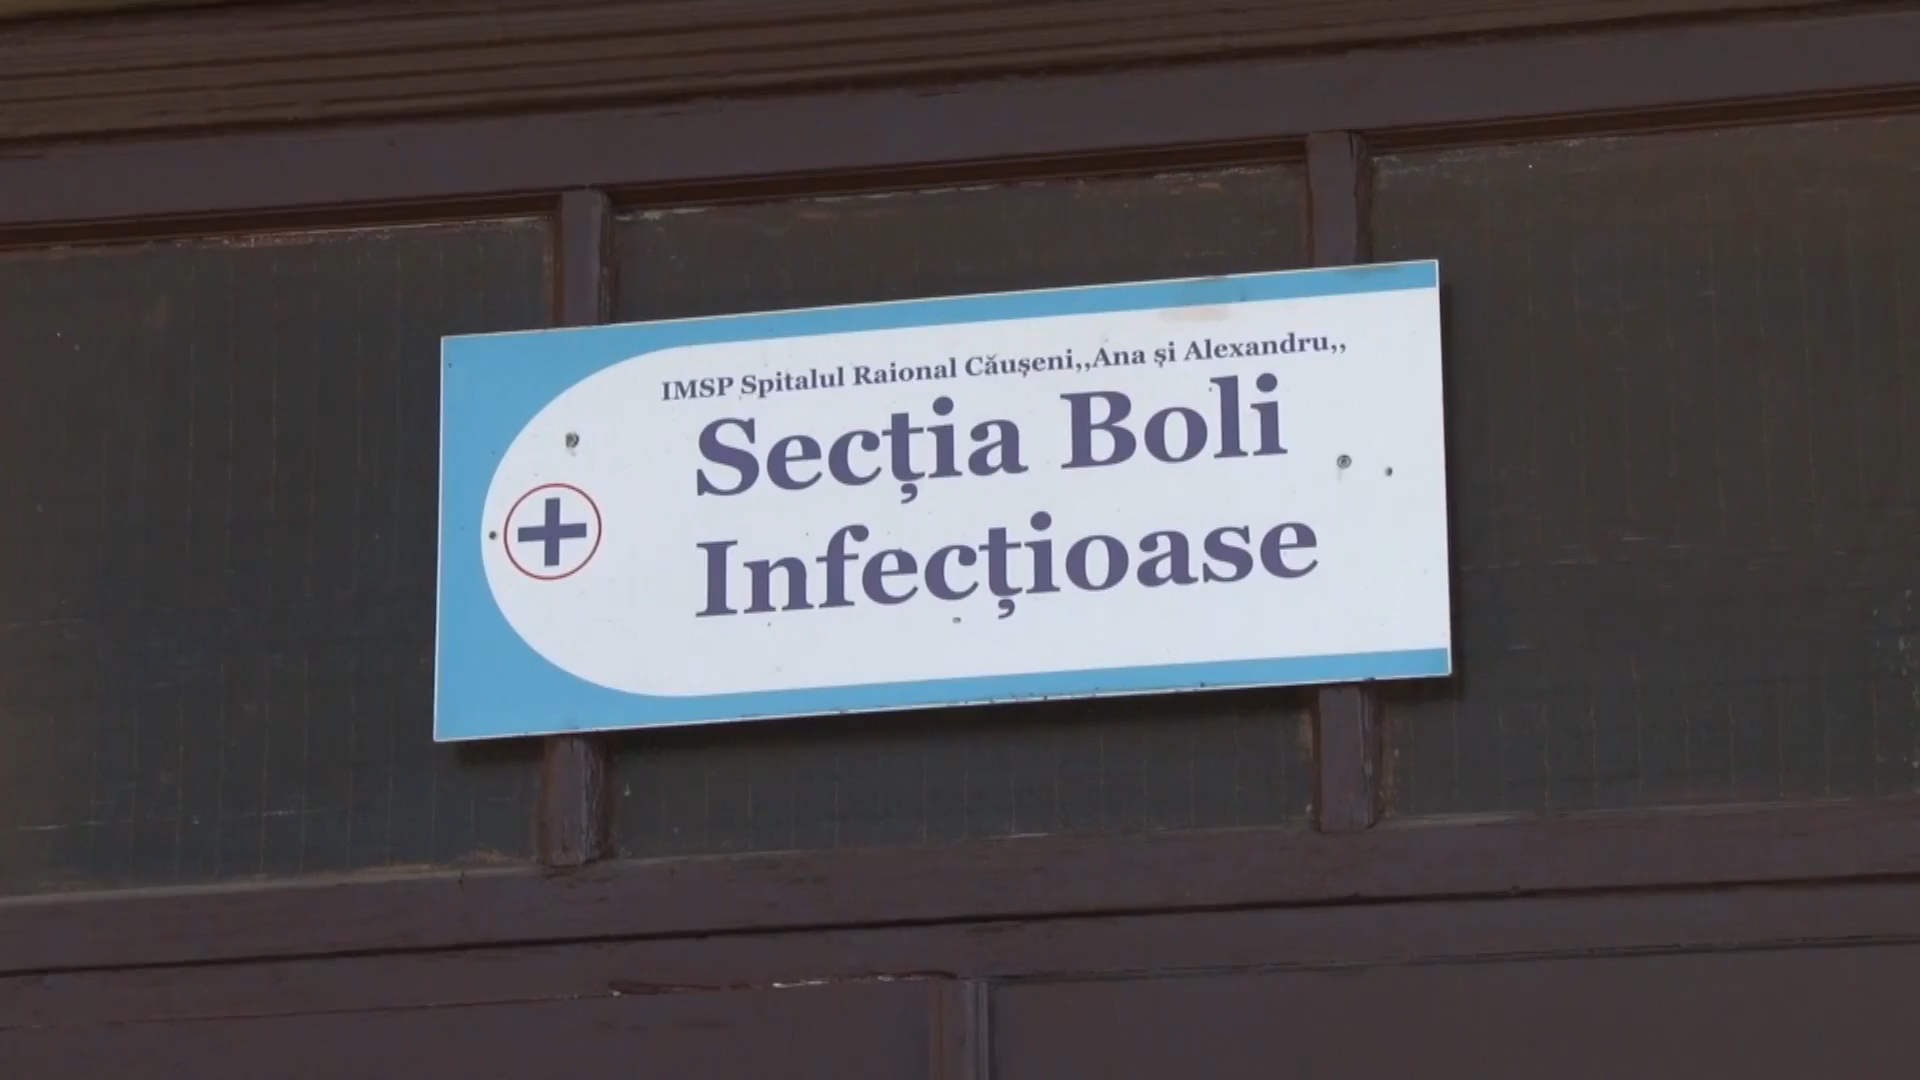 IMSP Spitalul Raional Căușeni,,Ana și Alexandru,,
Secția Boli
Infecțioase